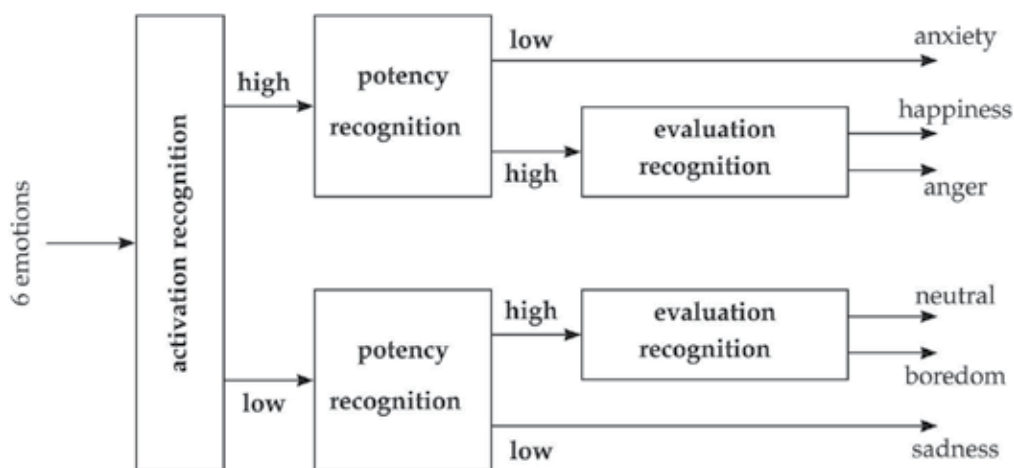 6 emotions
activation recognition
high
low
potency
recognition
low
high
evaluation
recognition
anxiety
happiness
anger
potency
recognition
high
low
evaluation
recognition
neutral
boredom
sadness